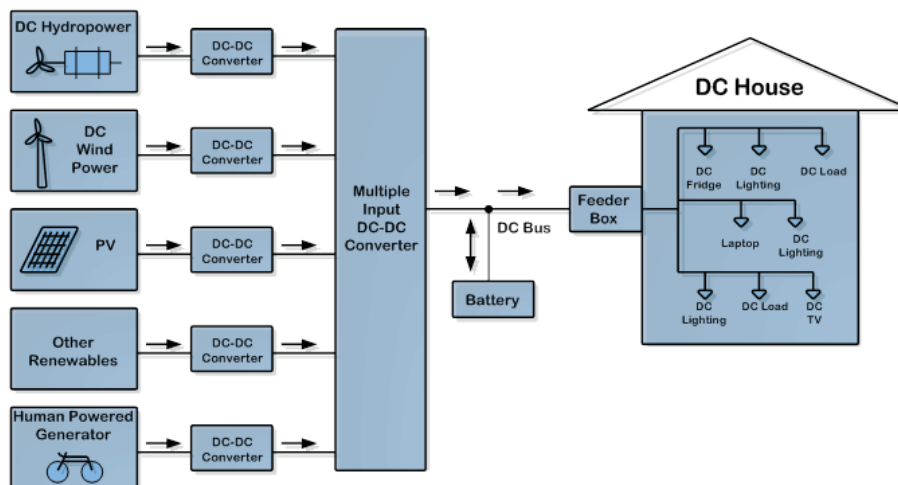 DC Hydropower
DC-DC
Converter
DC
Wind
Power
DC-DC
Converter
PV
DC-DC
Converter
Other
Renewables
DC-DC
Converter
Human Powered
Generator
DC-DC
Converter
Multiple
Input
DC-DC
Converter
DC Bus
Battery
Feeder
Box
DC House
DC
Fridge
DC
Lighting
DC Load
Laptop
DC
Lighting
DC
Lighting
DC Load
DC
TV